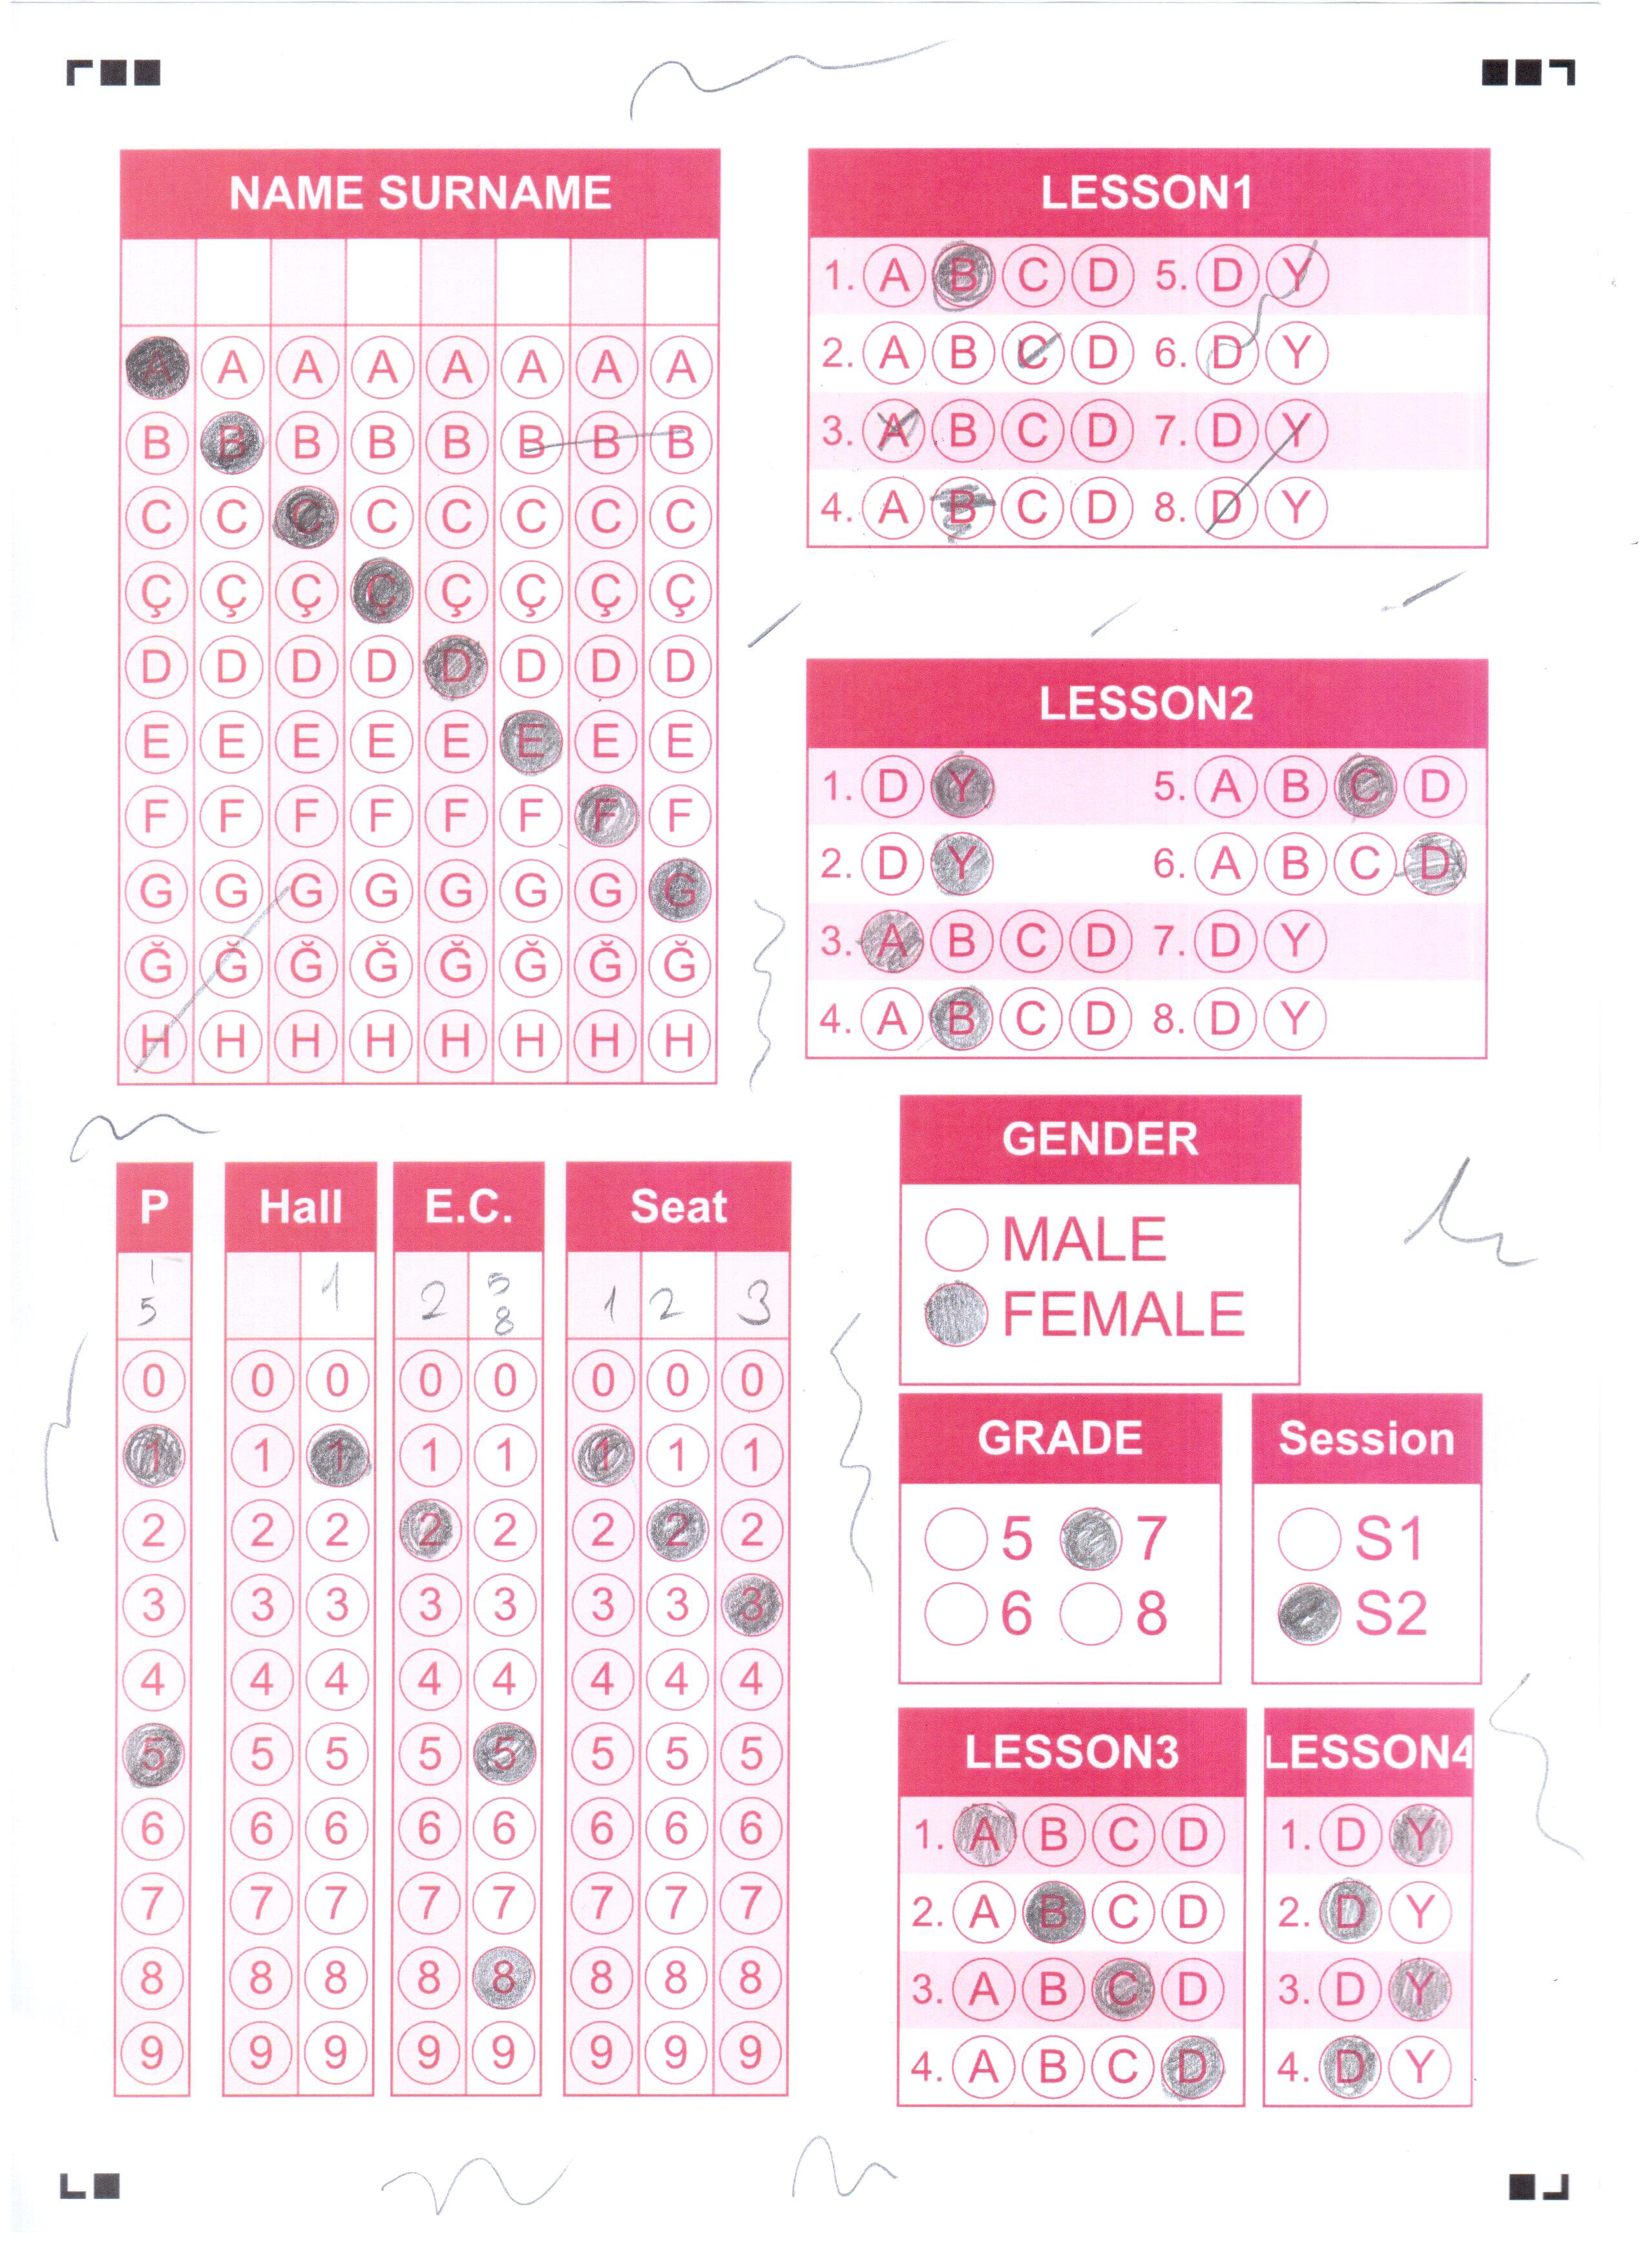 NAME SURNAME
A A A A A A A A
B B B B B B B B
C C C C C C C C
Ç Ç Ç Ç Ç Ç Ç Ç
D D D D D D D D
E E E E E E E E
F F F F F F F F
G G G G G G G G
Ğ Ğ Ğ Ğ Ğ Ğ Ğ Ğ
H H H H H H H H
LESSON1
1. A B C D 5. D Y
2. A B C D 6. D Y
3. A B C D 7. D Y
4. A B C D 8. D Y
LESSON2
1. D Y 5. A B C D
2. D Y 6. A B C D
3. A B C D 7. D Y
4. A B C D 8. D Y
P
1
5
0
1
2
3
4
5
6
7
8
9
Hall
1
0 0
1 1
2 2
3 3
4 4
5 5
6 6
7 7
8 8
9 9
E.C.
2 5
8
0 0
1 1
2 2
3 3
4 4
5 5
6 6
7 7
8 8
9 9
Seat
1 2 3
0 0 0
1 1 1
2 2 2
3 3 3
4 4 4
5 5 5
6 6 6
7 7 7
8 8 8
9 9 9
GENDER
MALE
FEMALE
GRADE
5 7
6 8
Session
S1
S2
LESSON3
1. A B C D
2. A B C D
3. A B C D
4. A B C D
LESSON4
1. D Y
2. D Y
3. D Y
4. D Y